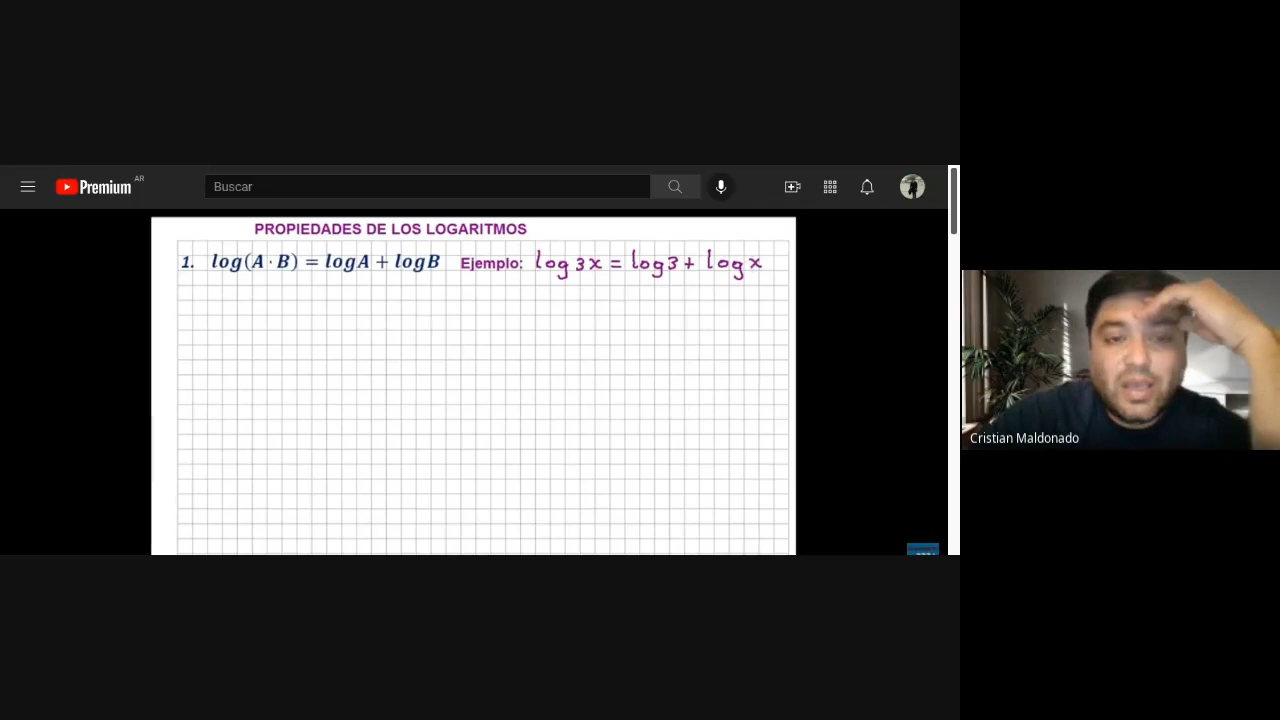 Premium AR
Buscar
PROPIEDADES DE LOS LOGARITMOS
1. log(A · B) = logA + logB Ejemplo: log 3x = log3 + log x
Cristian Maldonado